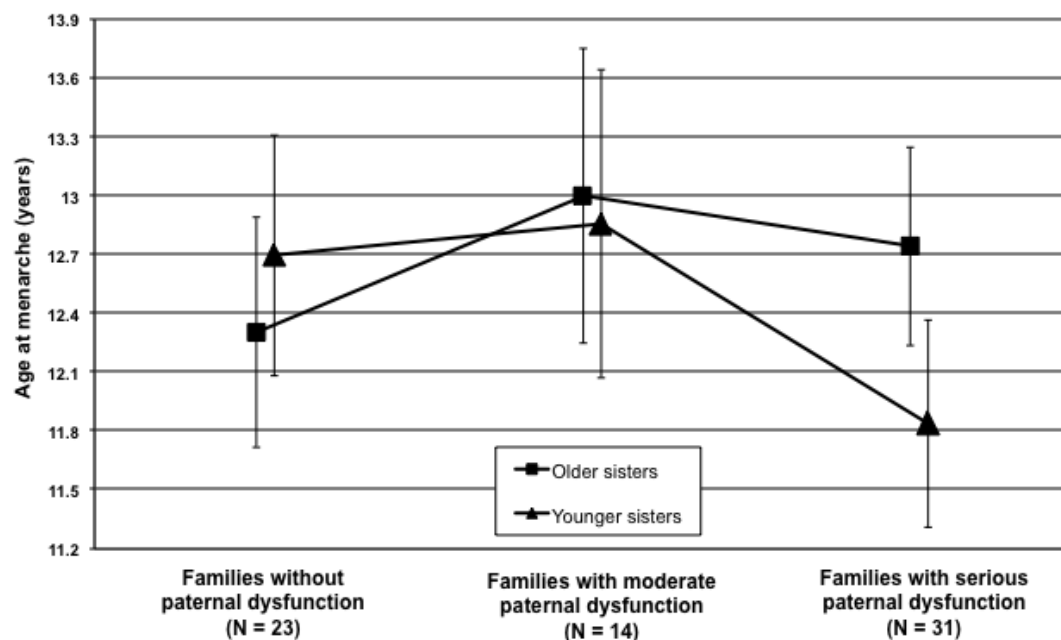 Age at menarche (years)
13.9
13.6
13.3
13
12.7
12.4
12.1
11.8
11.5
11.2
Older sisters
Younger sisters
Families without
paternal dysfunction
(N = 23)
Families with moderate
paternal dysfunction
(N = 14)
Families with serious
paternal dysfunction
(N = 31)